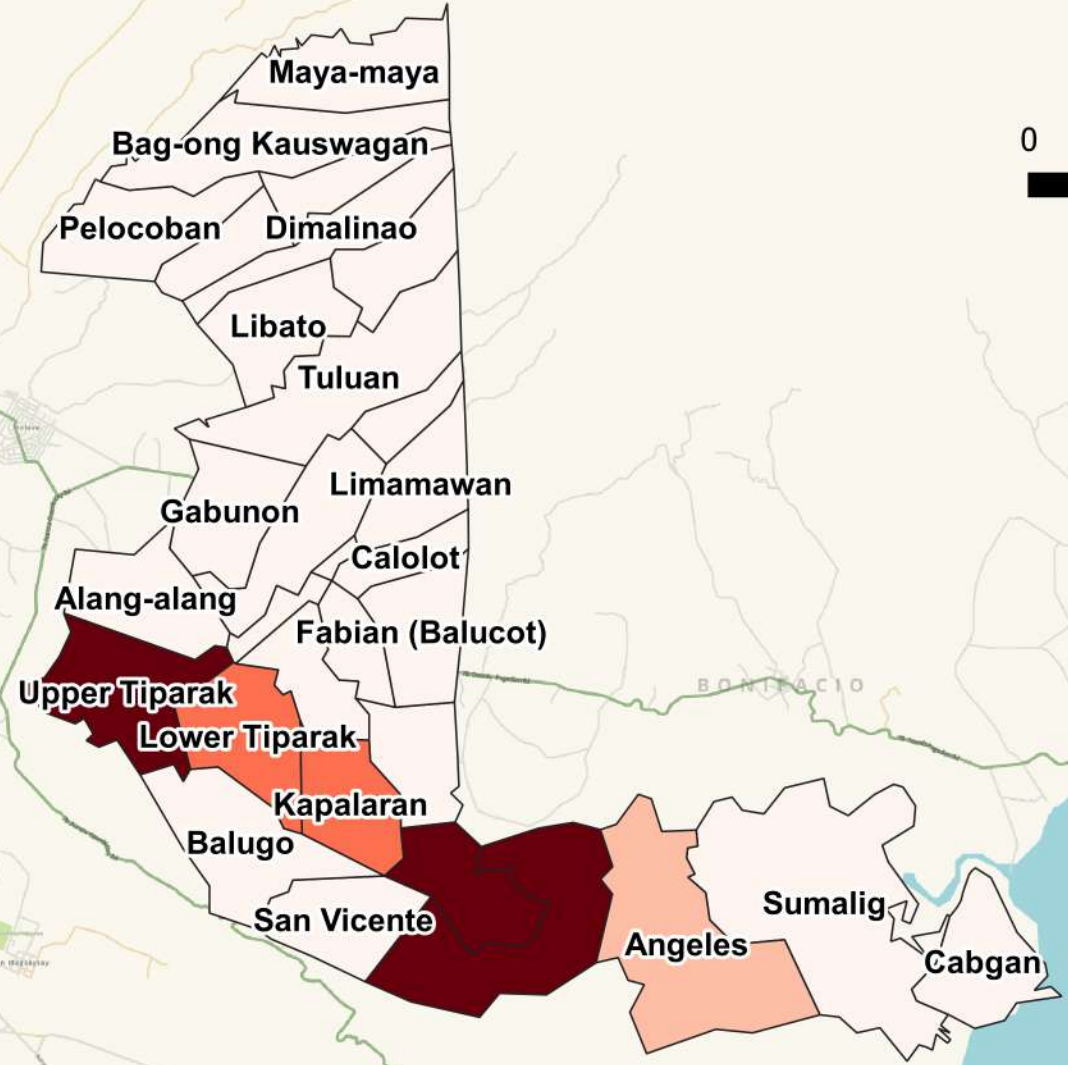 Maya-maya
0
Bag-ong Kauswagan
Pelocoban
Dimalinao
Libato
Tuluan
Limamawan
Gabunon
Calolot
Alang-alang
Fabian (Balucot)
Upper Tiparak
BONIFACIO
Lower Tiparak
Kapalaran
Balugo
Sumalig
San Vicente
Angeles
Cabgan